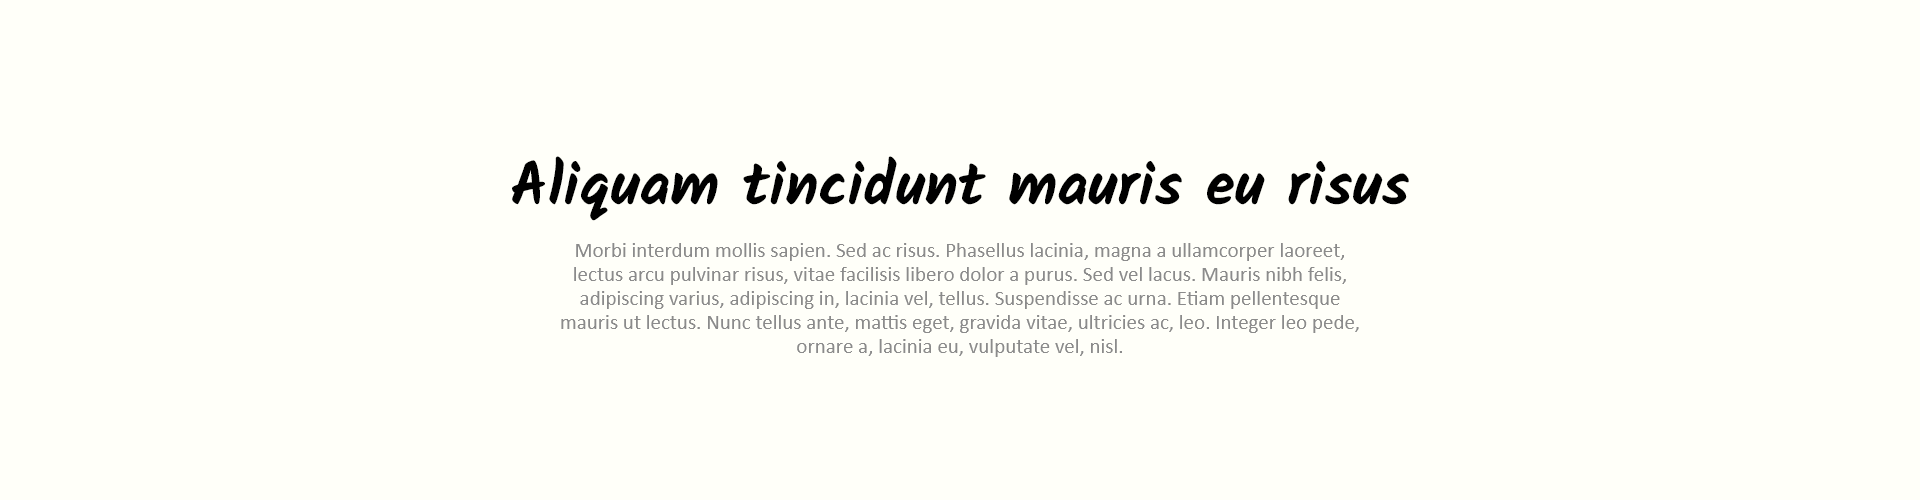 Aliquam tincidunt mauris eu risus
Morbi interdum mollis sapien. Sed ac risus. Phasellus lacinia, magna a ullamcorper laoreet,
lectus arcu pulvinar risus, vitae facilisis libero dolor a purus. Sed vel lacus. Mauris nibh felis,
adipiscing varius, adipiscing in, lacinia vel, tellus. Suspendisse ac urna. Etiam pellentesque
mauris ut lectus. Nunc tellus ante, mattis eget, gravida vitae, ultricies ac, leo. Integer leo pede,
ornare a, lacinia eu, vulputate vel, nisl.